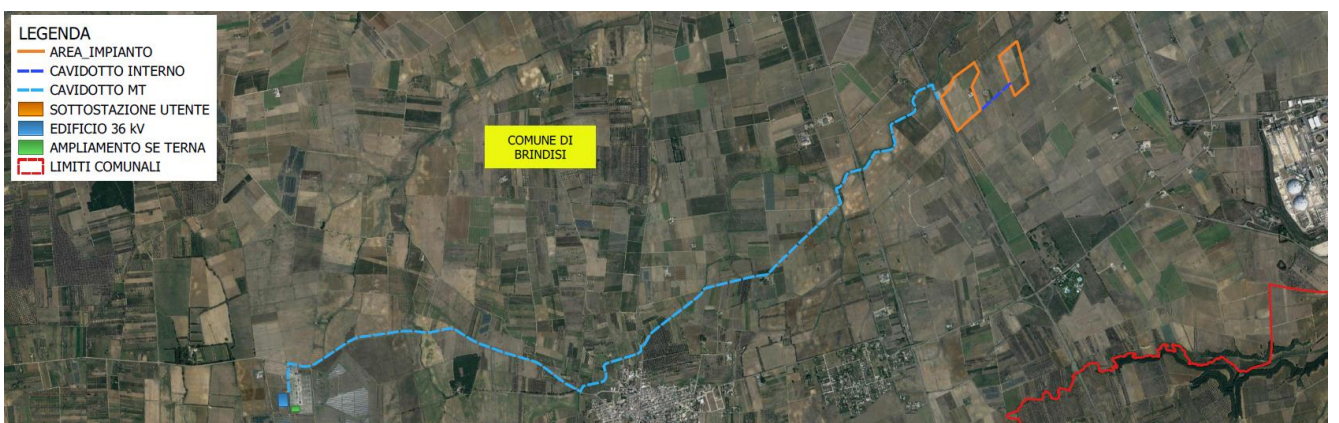 LEGENDA
AREA_IMPIANTO
CAVIDOTTO INTERNO
CAVIDOTTO MT
SOTTOSTAZIONE UTENTE
EDIFICIO 36 kV
AMPLIAMENTO SE TERNA
LIMITI COMUNALI
COMUNE DI
BRINDISI